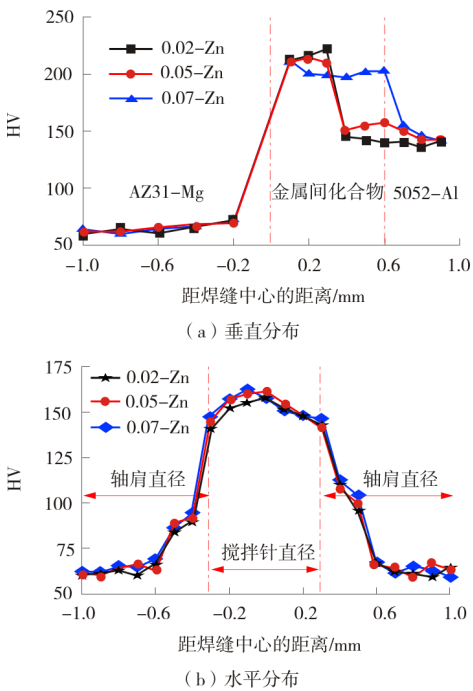 250
200
150
100
50
HV
0.02-Zn
0.05-Zn
0.07-Zn
AZ31-Mg
金属间化合物
5052-Al
-1.0 -0.6 -0.2 0.2 0.6 1.0
距焊缝中心的距离/mm
（a）垂直分布
175
150
125
100
75
50
HV
0.02-Zn
0.05-Zn
0.07-Zn
轴肩直径
轴肩直径
搅拌针直径
-1.0 -0.6 -0.2 0.2 0.6 1.0
距焊缝中心的距离/mm
（b）水平分布